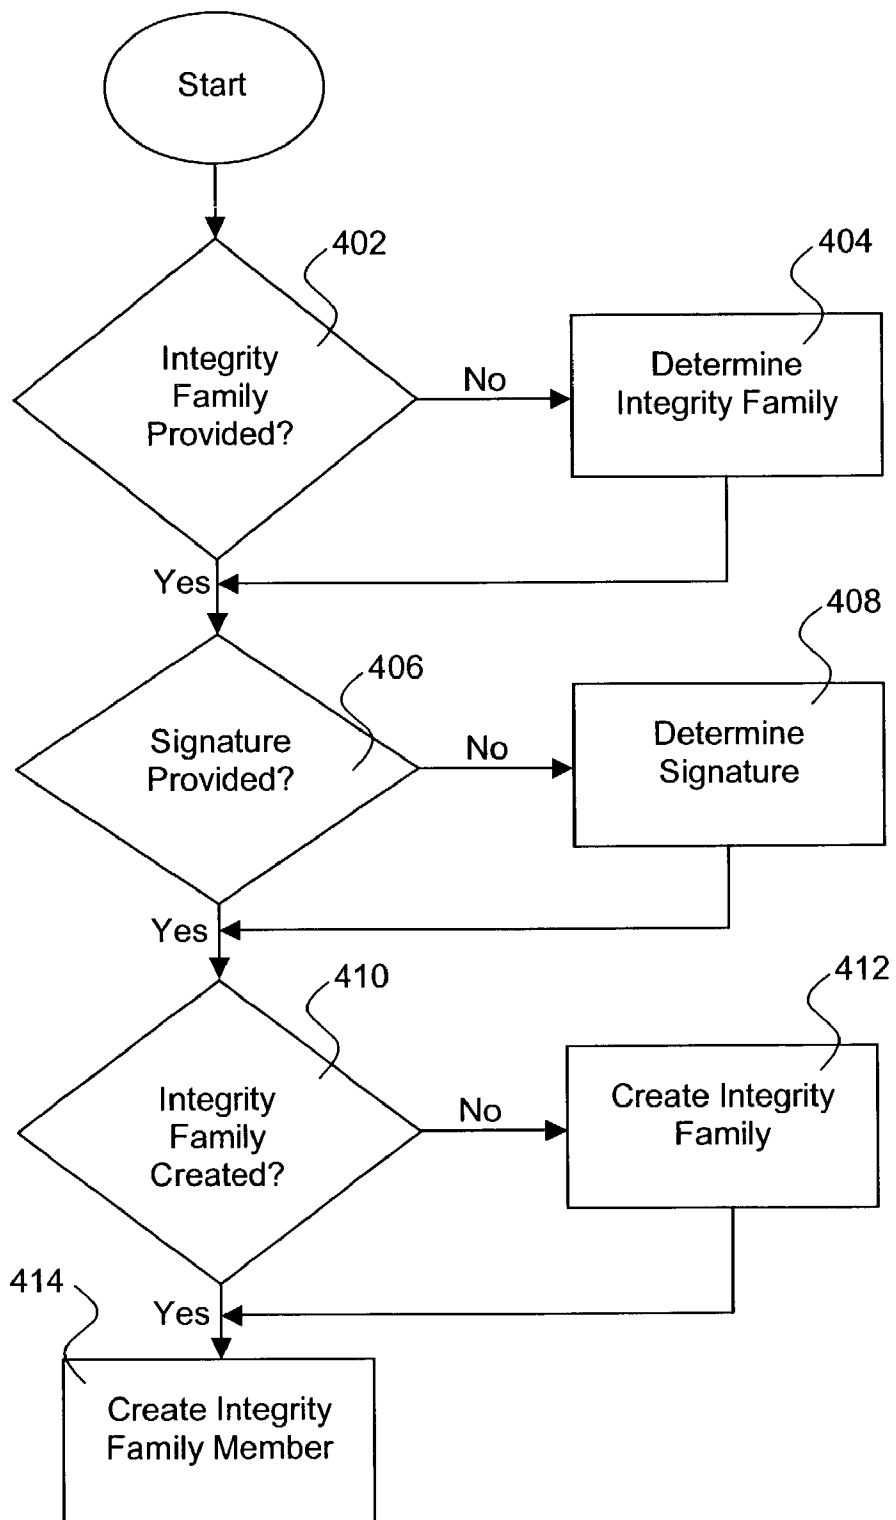 Start
402
404
Integrity
Family
Provided?
No
Determine
Integrity Family
Yes
406
408
Signature
Provided?
No
Determine
Signature
Yes
410
412
Integrity
Family
Created?
No
Create Integrity
Family
414
Yes
Create Integrity
Family Member